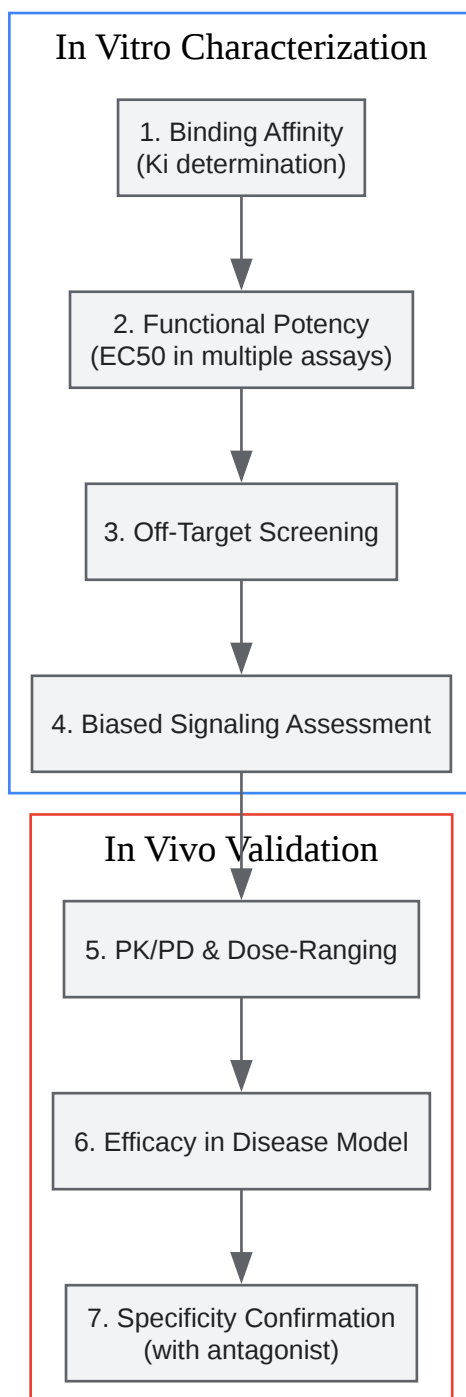 In Vitro Characterization
1. Binding Affinity
(Ki determination)
2. Functional Potency
(EC50 in multiple assays)
3. Off-Target Screening
4. Biased Signaling Assessment
In Vivo Validation
5. PK/PD & Dose-Ranging
6. Efficacy in Disease Model
7. Specificity Confirmation
(with antagonist)